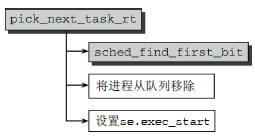 pick_next_task_rt
sched_find_first_bit
将进程从队列移除
设置se.exec_start